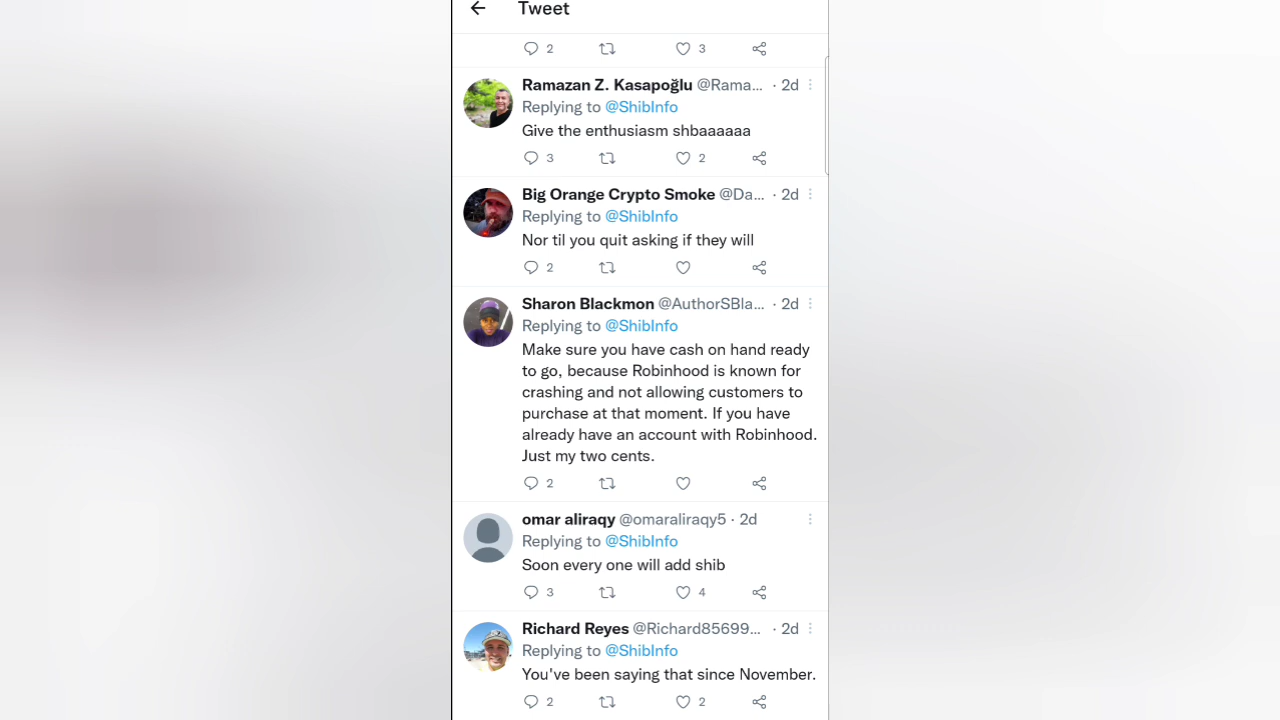 Tweet
2 3
Ramazan Z. Kasapoğlu @Rama... · 2d
Replying to @ShibInfo
Give the enthusiasm shbaaaaaa
3 2
Big Orange Crypto Smoke @Da... · 2d
Replying to @ShibInfo
Nor til you quit asking if they will
2
Sharon Blackmon @AuthorSBla... · 2d
Replying to @ShibInfo
Make sure you have cash on hand ready
to go, because Robinhood is known for
crashing and not allowing customers to
purchase at that moment. If you have
already have an account with Robinhood.
Just my two cents.
2
omar aliraqy @omaraliraqy5 · 2d
Replying to @ShibInfo
Soon every one will add shib
3 4
Richard Reyes @Richard85699... · 2d
Replying to @ShibInfo
You've been saying that since November.
2 2